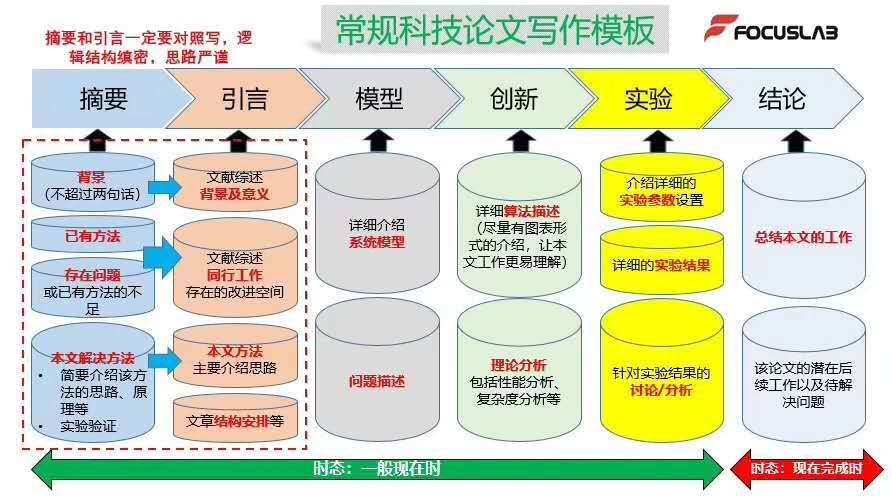 摘要和引言一定要对照写，逻
辑结构编密，思路严谨
常规科技论文写作模板
FOCUSLAB
摘要
引言
模型
创新
实验
结论
背景
（不超过两句话）
已有方法
存在问题
或已有方法的不
足
本文解决方法
• 简要介绍该方
法的思路、原
理等
• 实验验证
文献综述
背景及意义
文献综述
同行工作
存在的改进空间
本文方法
主要介绍思路
文章结构安排等
详细介绍
系统模型
问题描述
详细算法描述
（尽量有图表形
式的介绍，让本
文工作更易理解）
理论分析
包括性能分析、
复杂度分析等
介绍详细的
实验参数设置
详细的实验结果
针对实验结果的
讨论/分析
总结本文的工作
该论文的潜在后
续工作以及待解
决问题
时态：一般现在时
时态：现在完成时